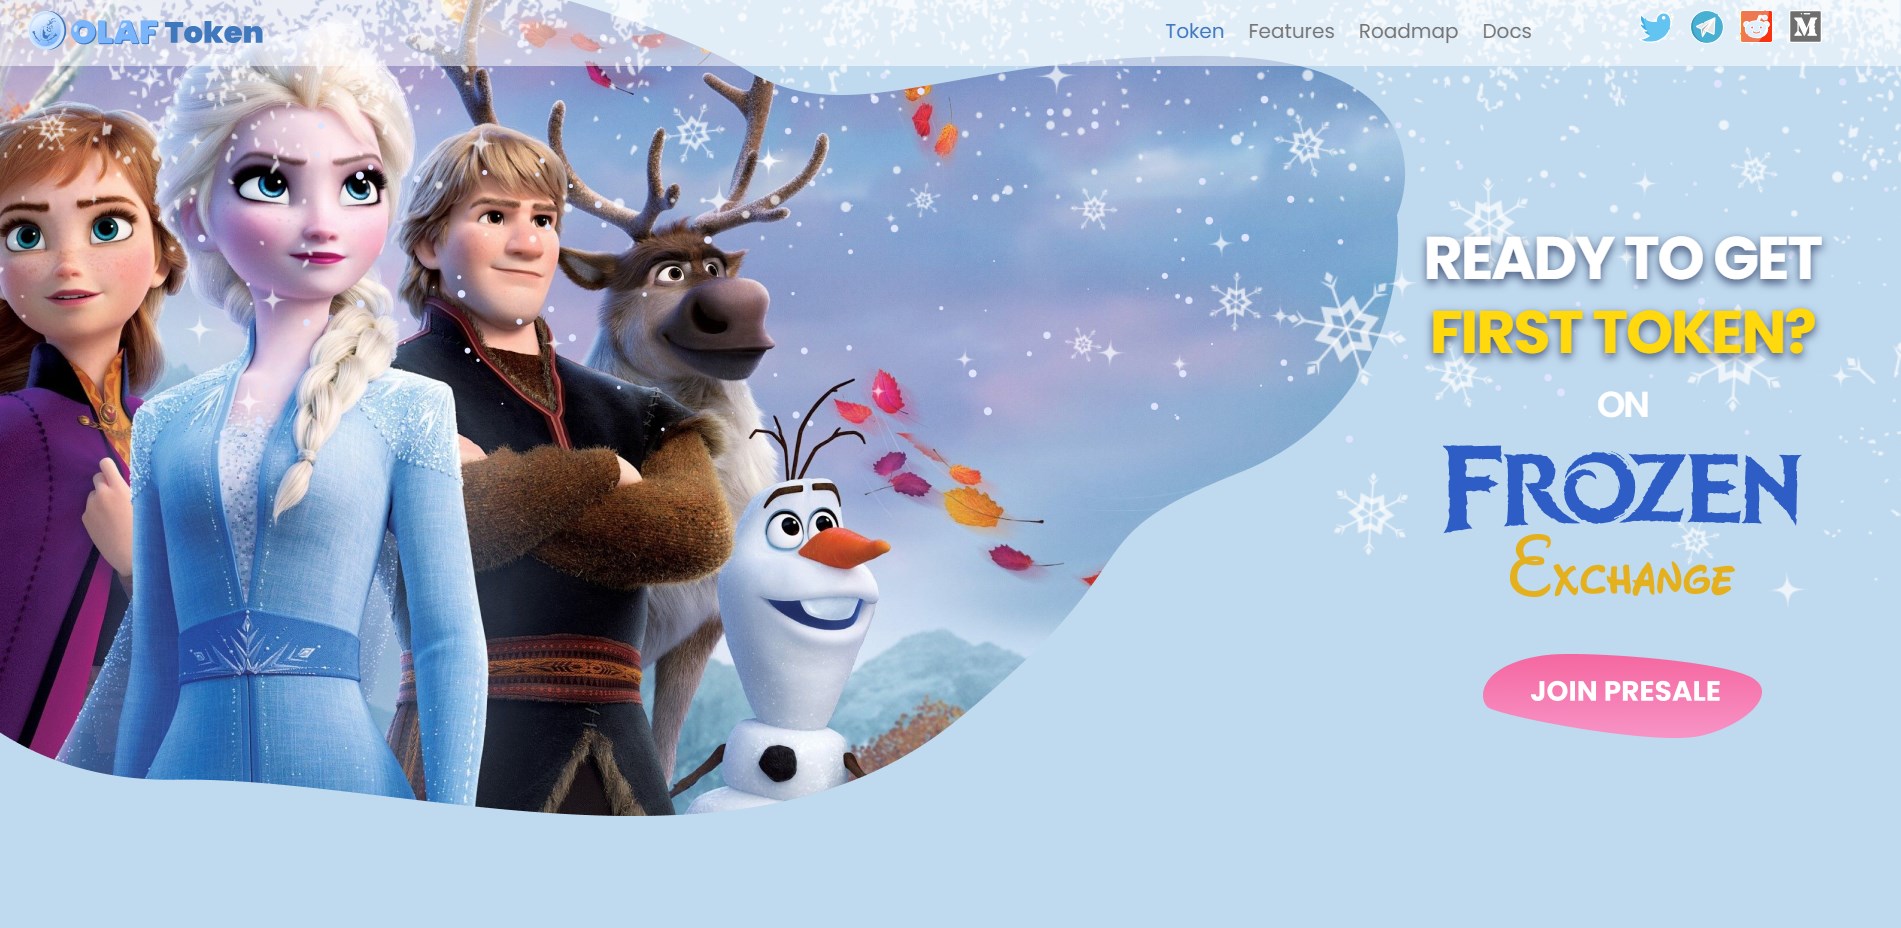 OLAF Token
Token Features Roadmap Docs
READY TO GET
FIRST TOKEN?
ON
FROZEN
EXCHANGE
JOIN PRESALE